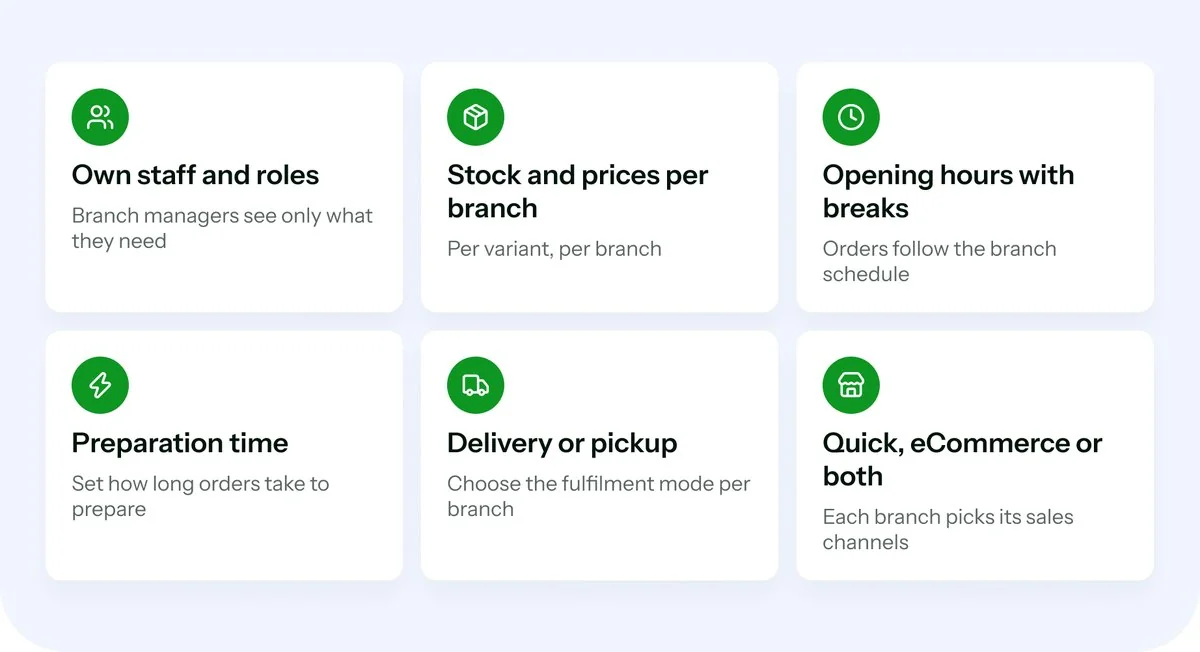 Own staff and roles
Branch managers see only what
they need
Stock and prices per
branch
Per variant, per branch
Opening hours with
breaks
Orders follow the branch
schedule
Preparation time
Set how long orders take to
prepare
Delivery or pickup
Choose the fulfilment mode per
branch
Quick, eCommerce or
both
Each branch picks its sales
channels